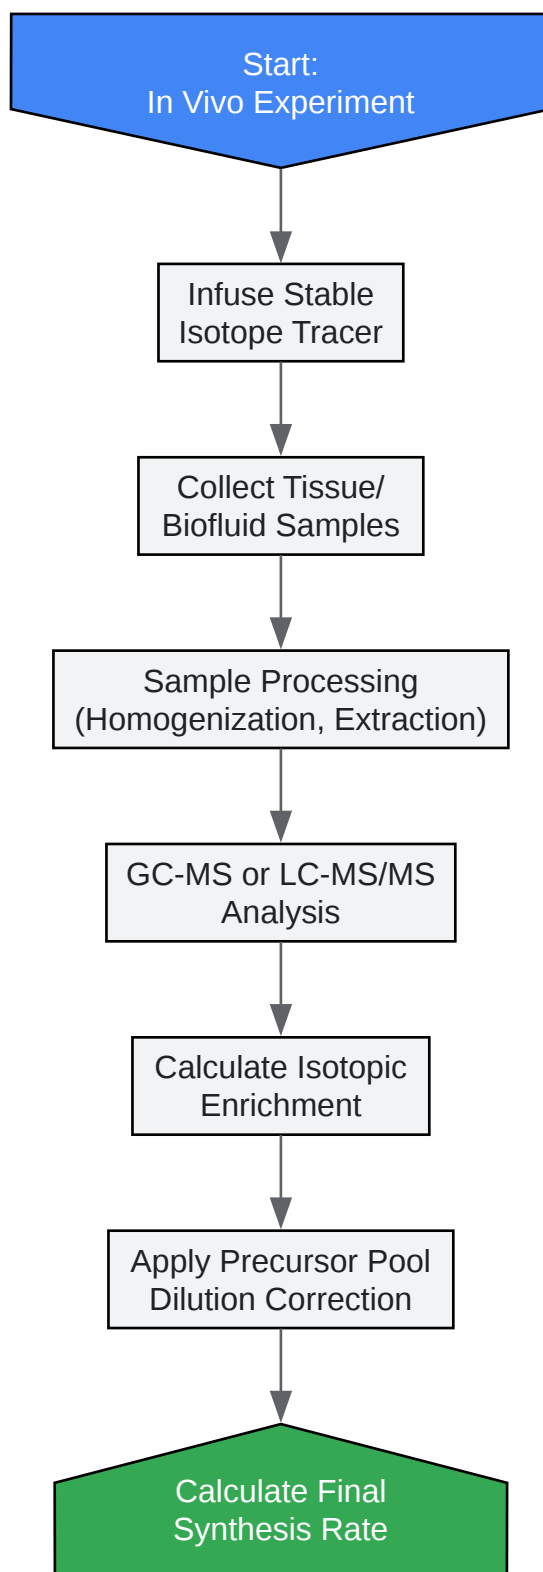 Start:
In Vivo Experiment
Infuse Stable
Isotope Tracer
Collect Tissue/
Biofluid Samples
Sample Processing
(Homogenization, Extraction)
GC-MS or LC-MS/MS
Analysis
Calculate Isotopic
Enrichment
Apply Precursor Pool
Dilution Correction
Calculate Final
Synthesis Rate